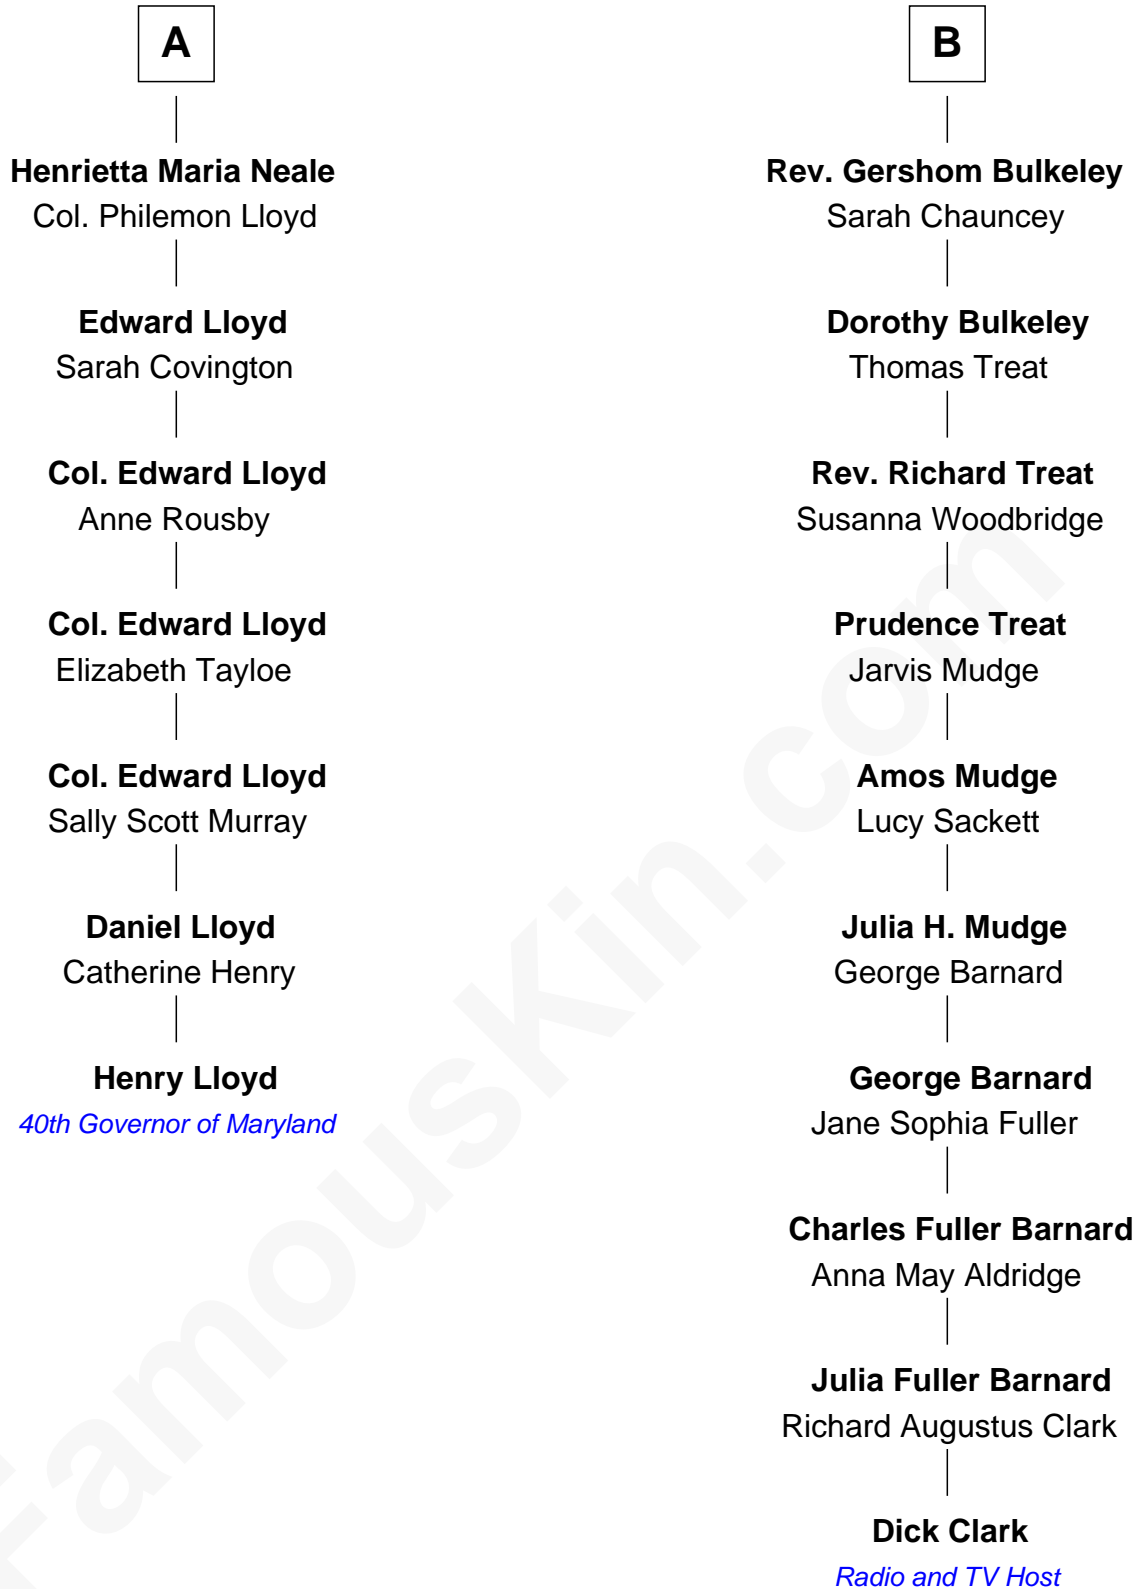 A
Henrietta Maria Neale
Col. Philemon Lloyd
Edward Lloyd
Sarah Covington
Col. Edward Lloyd
Anne Rousby
Col. Edward Lloyd
Elizabeth Tayloe
Col. Edward Lloyd
Sally Scott Murray
Daniel Lloyd
Catherine Henry
Henry Lloyd
40th Governor of Maryland
B
Rev. Gershom Bulkeley
Sarah Chauncey
Dorothy Bulkeley
Thomas Treat
Rev. Richard Treat
Susanna Woodbridge
Prudence Treat
Jarvis Mudge
Amos Mudge
Lucy Sackett
Julia H. Mudge
George Barnard
George Barnard
Jane Sophia Fuller
Charles Fuller Barnard
Anna May Aldridge
Julia Fuller Barnard
Richard Augustus Clark
Dick Clark
Radio and TV Host
FamousKin.com